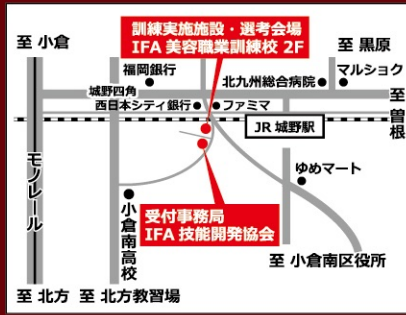 訓練実施施設・選考会場
IFA 美容職業訓練校 2F
至 小倉
至 黒原
福岡銀行
北九州総合病院
マルショク
城野四角
至
曽
根
西日本シティ銀行
ファミマ
JR 城野駅
モノレール
ゆめマート
受付事務局
IFA 技能開発協会
小倉南高校
至 小倉南区役所
至 北方
至 北方教習場